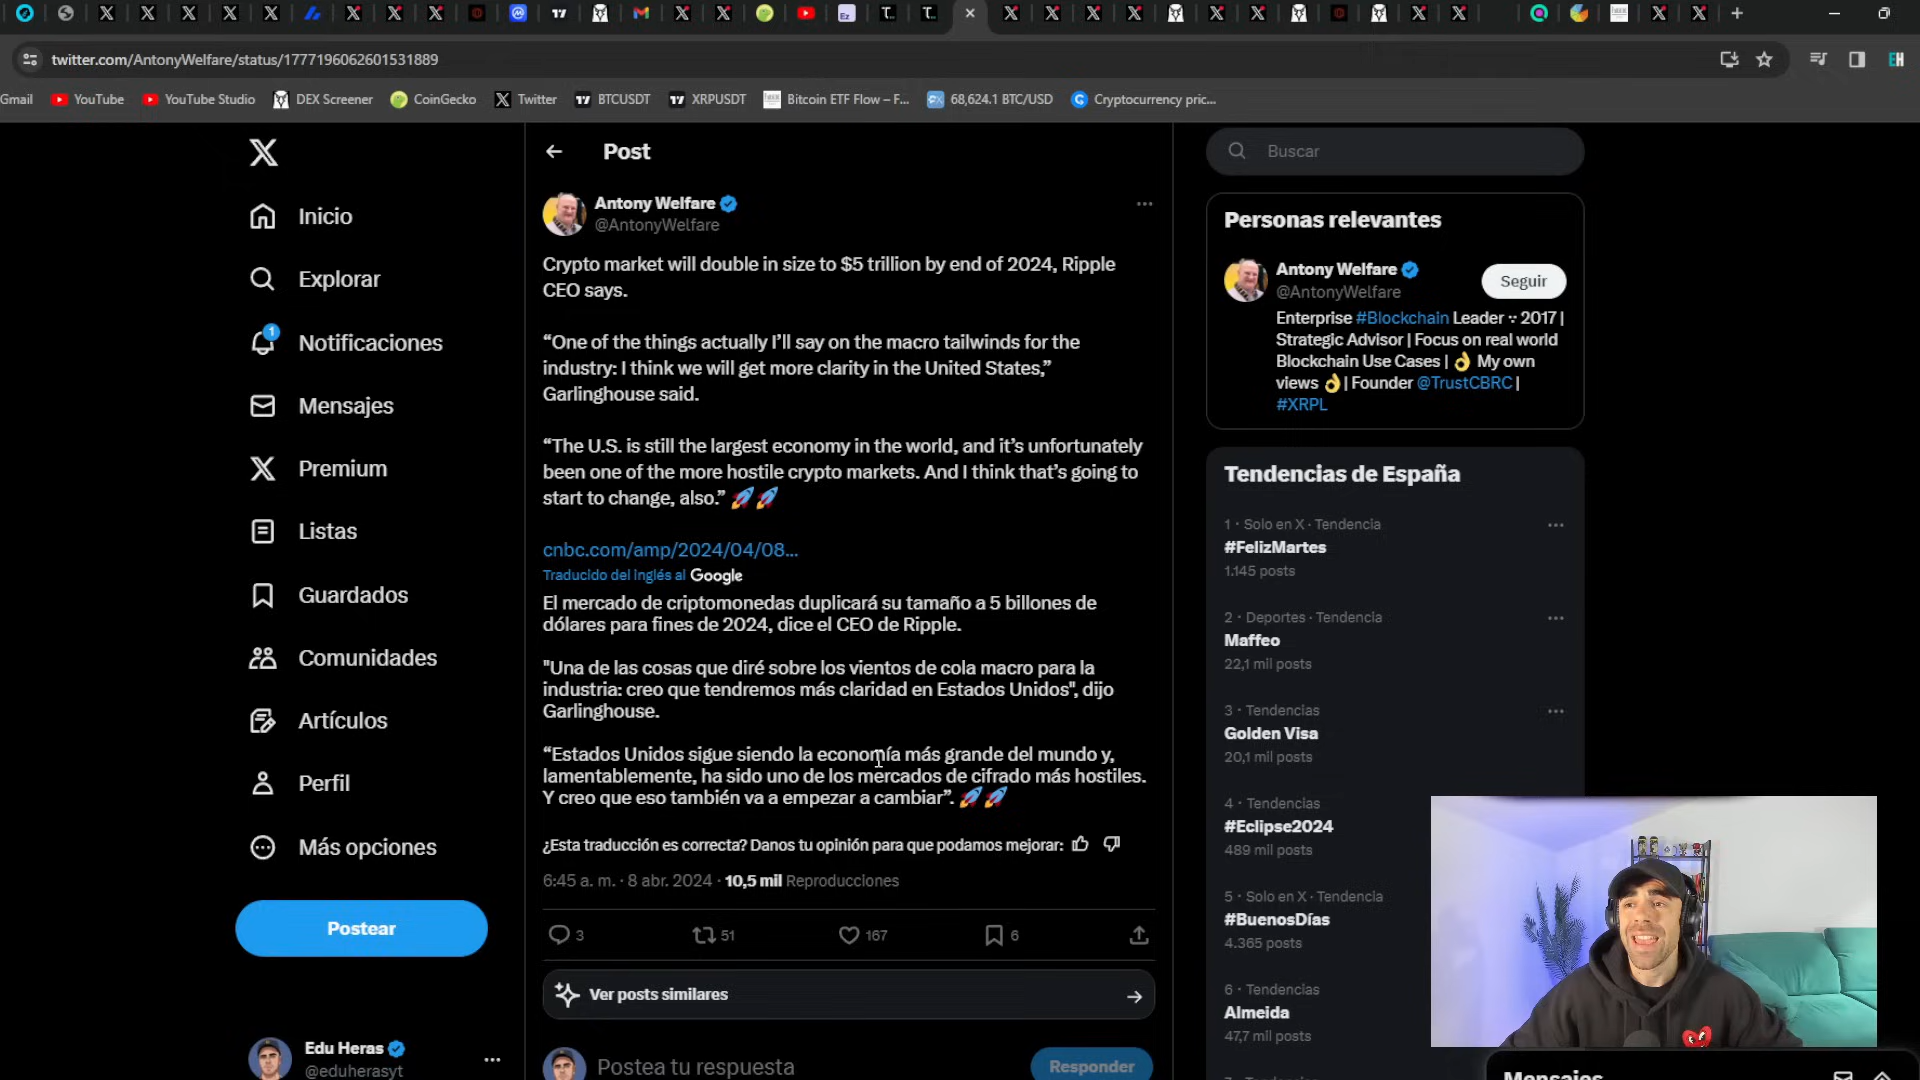 twitter.com/AntonyWelfare/status/1777196062601531889
Gmail
YouTube
YouTube Studio
DEX Screener
CoinGecko
Twitter
BTCUSDT
XRPUSDT
Bitcoin ETF Flow – F...
68,624.1 BTC/USD
Cryptocurrency pric...
Inicio
Explorar
1
Notificaciones
Mensajes
Premium
Listas
Guardados
Comunidades
Artículos
Perfil
Más opciones
Postear
Edu Heras
@eduherasyt
Post
Antony Welfare
@AntonyWelfare
Crypto market will double in size to $5 trillion by end of 2024, Ripple
CEO says.
“One of the things actually I’ll say on the macro tailwinds for the
industry: I think we will get more clarity in the United States,”
Garlinghouse said.
“The U.S. is still the largest economy in the world, and it’s unfortunately
been one of the more hostile crypto markets. And I think that’s going to
start to change, also.” 🚀🚀
cnbc.com/amp/2024/04/08...
Traducido del inglés al Google
El mercado de criptomonedas duplicará su tamaño a 5 billones de
dólares para fines de 2024, dice el CEO de Ripple.
"Una de las cosas que diré sobre los vientos de cola macro para la
industria: creo que tendremos más claridad en Estados Unidos", dijo
Garlinghouse.
“Estados Unidos sigue siendo la economía más grande del mundo y,
lamentablemente, ha sido uno de los mercados de cifrado más hostiles.
Y creo que eso también va a empezar a cambiar”. 🚀🚀
¿Esta traducción es correcta? Danos tu opinión para que podamos mejorar:
6:45 a. m. · 8 abr. 2024 · 10,5 mil Reproducciones
3
51
167
6
Ver posts similares
Postea tu respuesta
Responder
Buscar
Personas relevantes
Antony Welfare
@AntonyWelfare
Seguir
Enterprise #Blockchain Leader 2017 |
Strategic Advisor | Focus on real world
Blockchain Use Cases | 👌 My own
views 👌 | Founder @TrustCBRC |
#XRPL
Tendencias de España
1 · Solo en X · Tendencia
#FelizMartes
1.145 posts
2 · Deportes · Tendencia
Maffeo
22,1 mil posts
3 · Tendencias
Golden Visa
20,1 mil posts
4 · Tendencias
#Eclipse2024
489 mil posts
5 · Solo en X · Tendencia
#BuenosDías
4.365 posts
6 · Tendencias
Almeida
47,7 mil posts
Mensajes